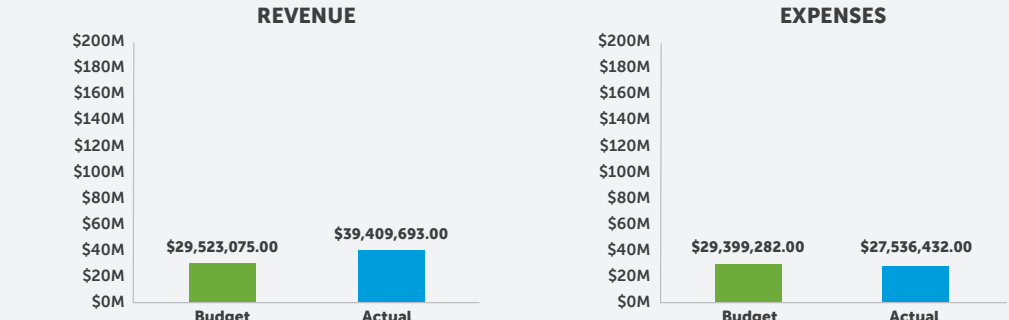 REVENUE
$200M
$180M
$160M
$140M
$120M
$100M
$80M
$60M
$40M
$20M
$0M
$29,523,075.00
$39,409,693.00
Budget
Actual
EXPENSES
$200M
$180M
$160M
$140M
$120M
$100M
$80M
$60M
$40M
$20M
$0M
$29,399,282.00
$27,536,432.00
Budget
Actual